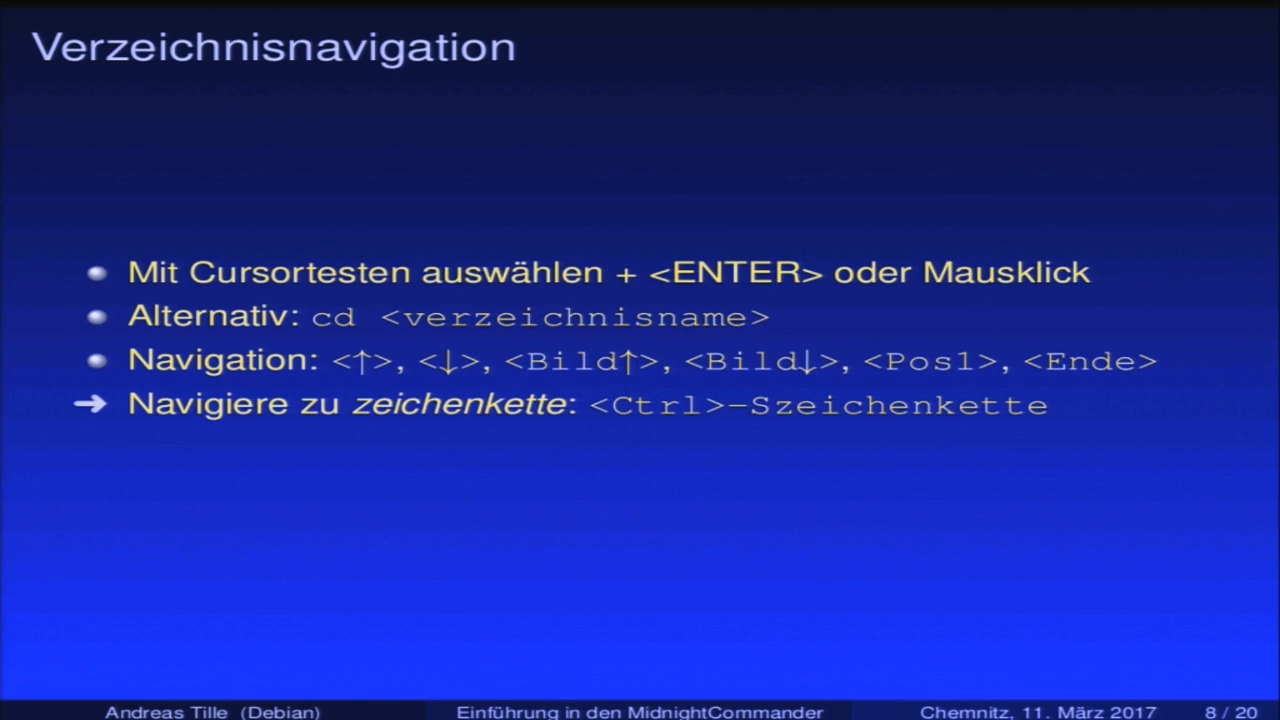 Verzeichnisnavigation
Mit Cursortesten auswählen + <ENTER> oder Mausklick
Alternativ: cd <verzeichnisname>
Navigation: <↑>, <↓>, <Bild↑>, <Bild↓>, <Pos1>, <Ende>
➔ Navigiere zu zeichenkette: <Ctrl>-Szeichenkette
Andreas Tille (Debian) Einführung in den MidnightCommander Chemnitz, 11. März 2017 8 / 20